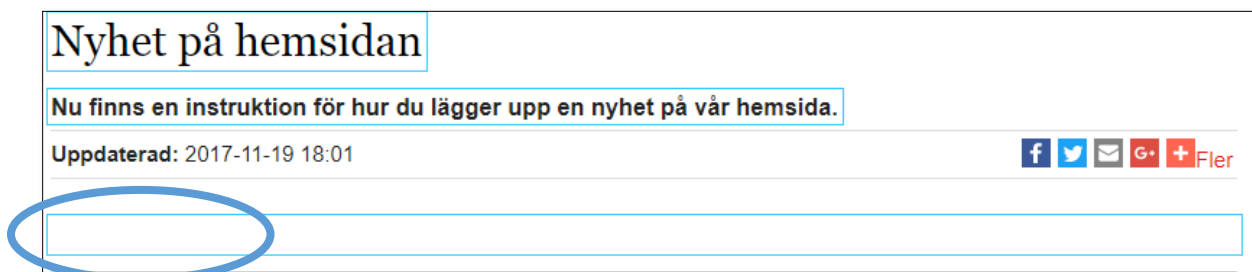 Nyhet på hemsidan
Nu finns en instruktion för hur du lägger upp en nyhet på vår hemsida.
Uppdaterad: 2017-11-19 18:01 f G+ Fler